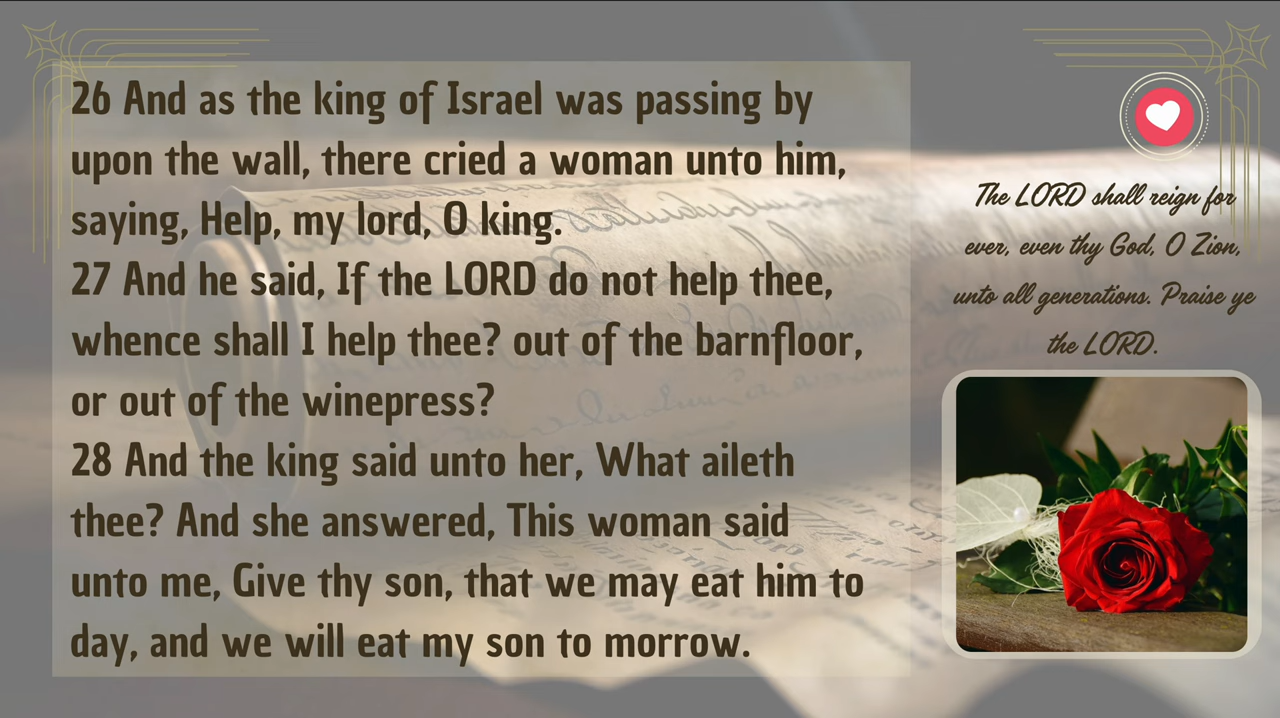 26 And as the king of Israel was passing by
upon the wall, there cried a woman unto him,
saying, Help, my lord, O king.
27 And he said, If the LORD do not help thee,
whence shall I help thee? out of the barnfloor,
or out of the winepress?
28 And the king said unto her, What aileth
thee? And she answered, This woman said
unto me, Give thy son, that we may eat him to
day, and we will eat my son to morrow.
The LORD shall reign for
ever, even thy God, O Zion,
unto all generations. Praise ye
the LORD.